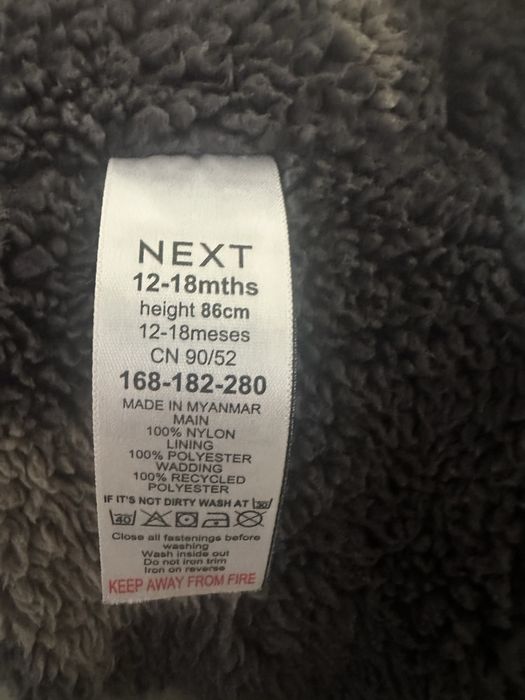 NEXT
12-18mths
height 86cm
12-18meses
CN 90/52
168-182-280
MADE IN MYANMAR
MAIN
100% NYLON
LINING
100% POLYESTER
WADDING
100% RECYCLED
POLYESTER
IF IT'S NOT DIRTY WASH AT 30
40
Close all fastenings before
washing
Wash inside out
Do not iron trim
Iron on reverse
KEEP AWAY FROM FIRE